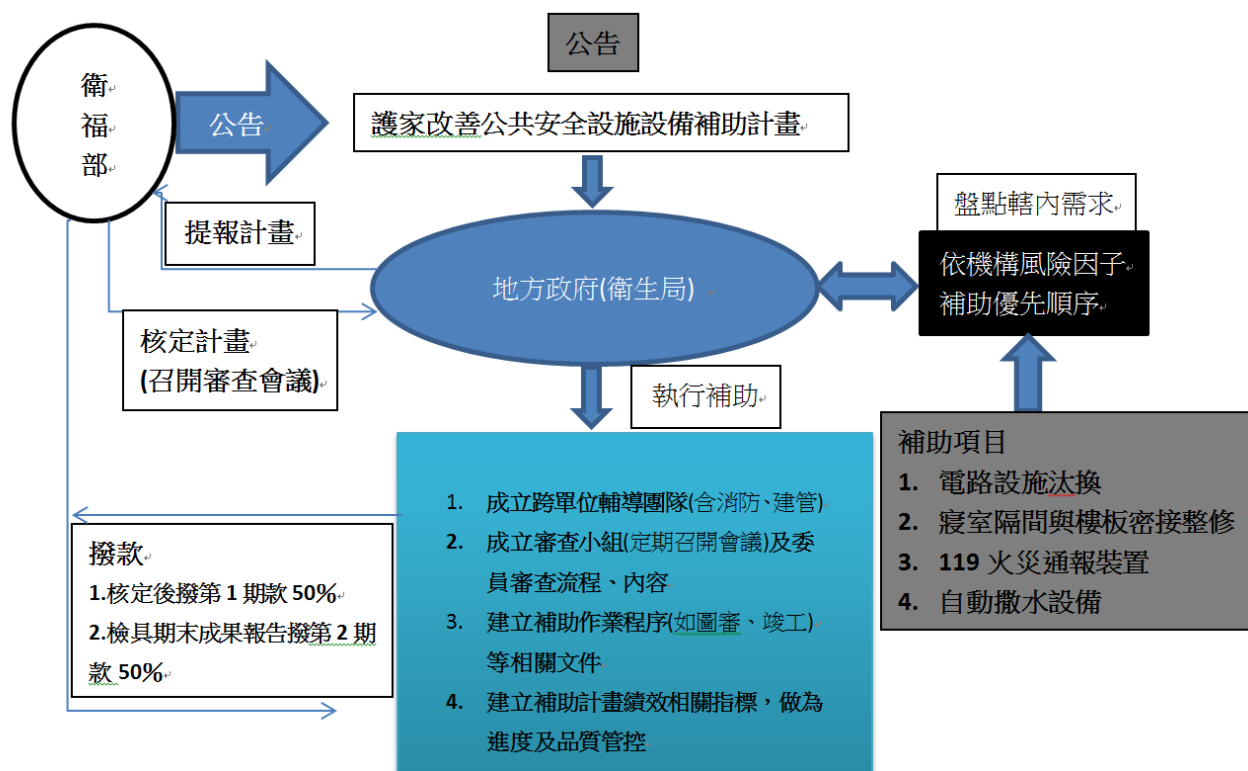 公告
衛
福
部
公告
護家改善公共安全設施設備補助計畫
提報計畫
盤點轄內需求
依機構風險因子
補助優先順序
地方政府(衛生局)
核定計畫
(召開審查會議)
執行補助
補助項目
1. 電路設施汰換
2. 寢室隔間與樓板密接整修
3. 119 火災通報裝置
4. 自動撒水設備
撥款
1.核定後撥第 1 期款 50%
2.檢具期末成果報告撥第 2 期
款 50%
1. 成立跨單位輔導團隊(含消防、建管)
2. 成立審查小組(定期召開會議)及委
員審查流程、內容
3. 建立補助作業程序(如圖審、竣工)
等相關文件
4. 建立補助計畫績效相關指標，做為
進度及品質管控